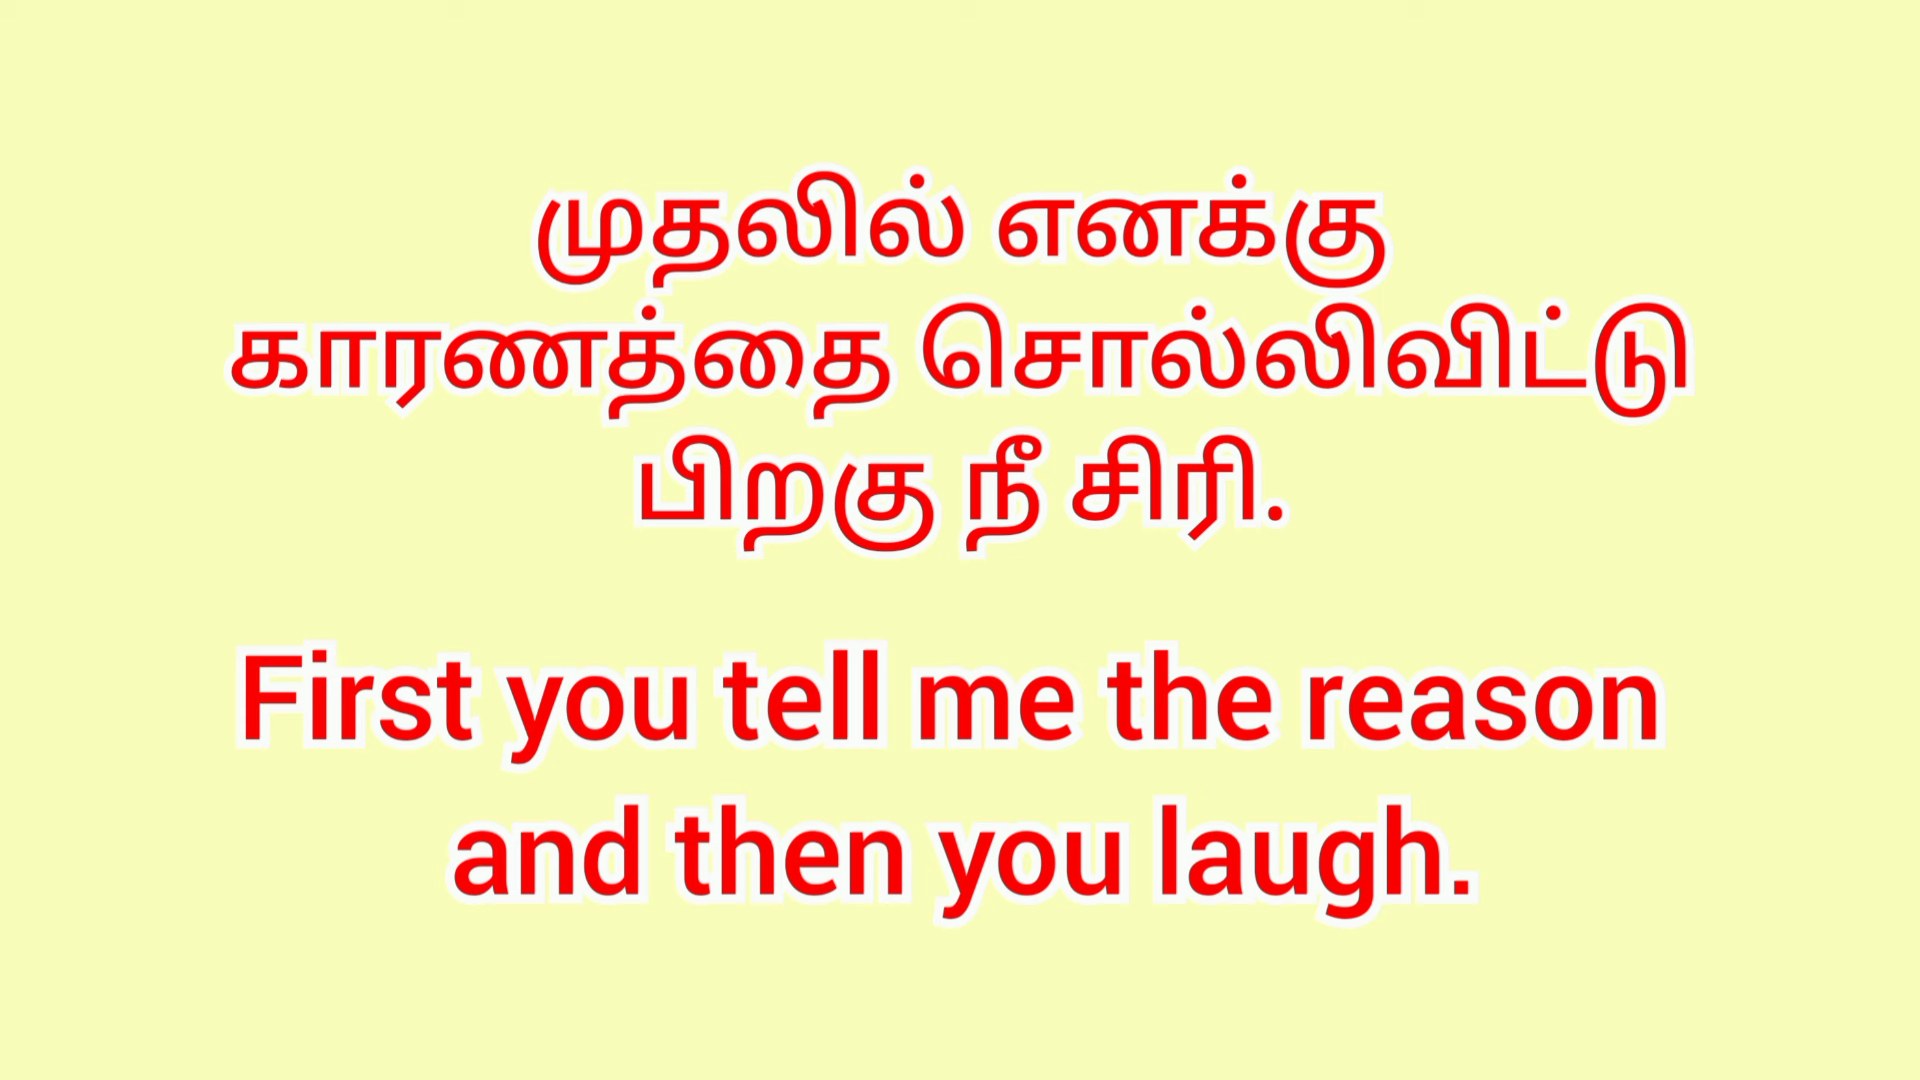 முதலில் எனக்கு
காரணத்தை சொல்லிவிட்டு
பிறகு நீ சிரி.
First you tell me the reason
and then you laugh.